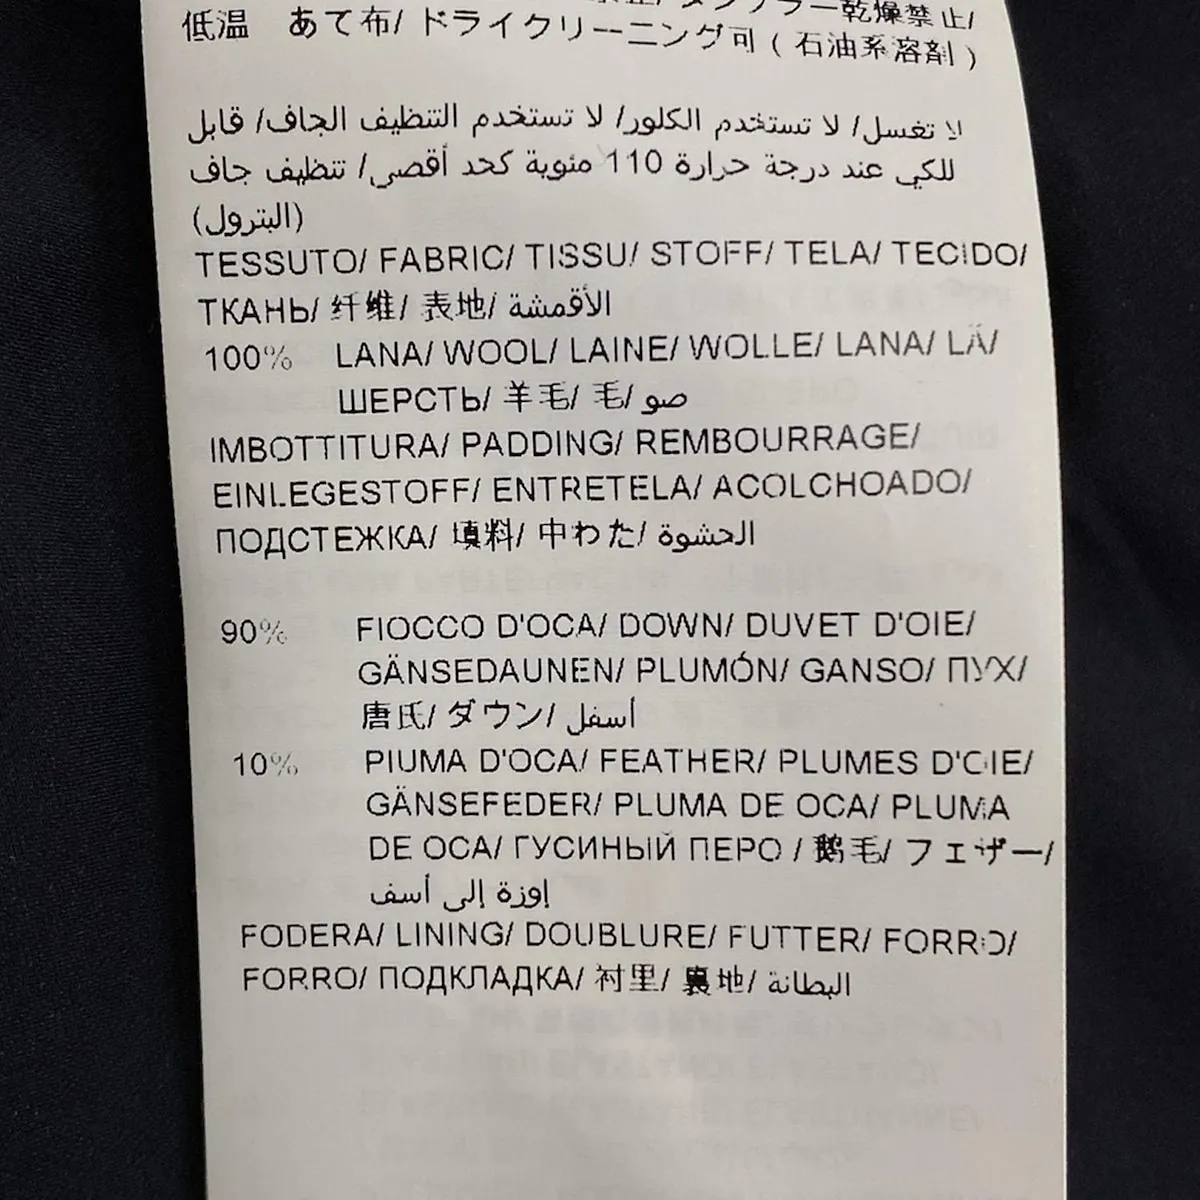 乾燥禁止/
低温　あて布/ ドライクリーニング可 ( 石油系溶剤 )
لا تغسل/ لا تستخدم الكلور/ لا تستخدم التنظيف الجاف/ قابل
للكي عند درجة حرارة 110 مئوية كحد أقصى/ تنظيف جاف
(البترول)
TESSUTO/ FABRIC/ TISSU/ STOFF/ TELA/ TECIDO/
ТКАНЬ/ 纤维/ 表地/ الأقمشة
100% LANA/ WOOL/ LAINE/ WOLLE/ LANA/ LÃ/
ШЕРСТЬ/ 羊毛/ 毛/ صو
IMBOTTITURA/ PADDING/ REMBOURRAGE/
EINLEGESTOFF/ ENTRETELA/ ACOLCHOADO/
ПОДСТЕЖКА/ 填料/ 中わた/ الحشوة
90% FIOCCO D'OCA/ DOWN/ DUVET D'OIE/
GÄNSEDAUNEN/ PLUMÓN/ GANSO/ ПУХ/
唐氏/ ダウン/ أسفل
10% PIUMA D'OCA/ FEATHER/ PLUMES D'OIE/
GÄNSEFEDER/ PLUMA DE OCA/ PLUMA
DE OCA/ ГУСИНЫЙ ПЕРО / 鹅毛/ フェザー/
إوزة إلى أسف
FODERA/ LINING/ DOUBLURE/ FUTTER/ FORRO/
FORRO/ ПОДКЛАДКА/ 衬里/ 裏地/ البطانة